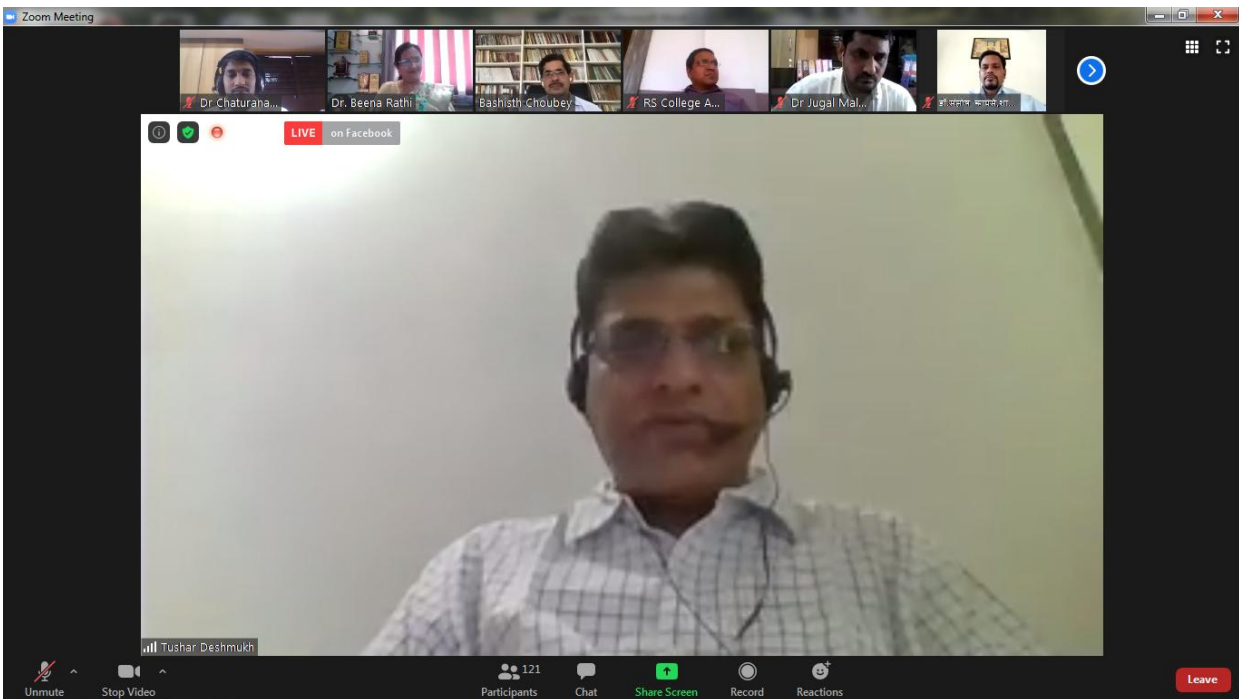 Zoom Meeting
Dr Chaturana...
Dr. Beena Rathi
Bashisth Choubey
RS College A...
Dr Jugal Mal...
LIVE on Facebook
Tushar Deshmukh
Unmute
Stop Video
121
Participants
Chat
Share Screen
Record
Reactions
Leave